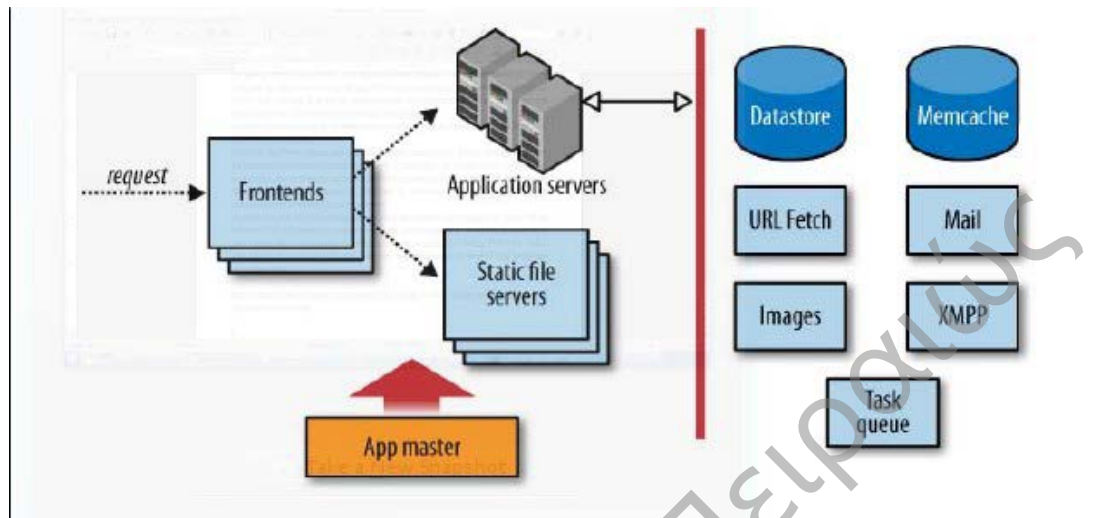 request
Frontends
Application servers
Static file
servers
App master
Take a New Snapshot
Datastore
Memcache
URL Fetch
Mail
Images
XMPP
Task
queue
Πειραιώς